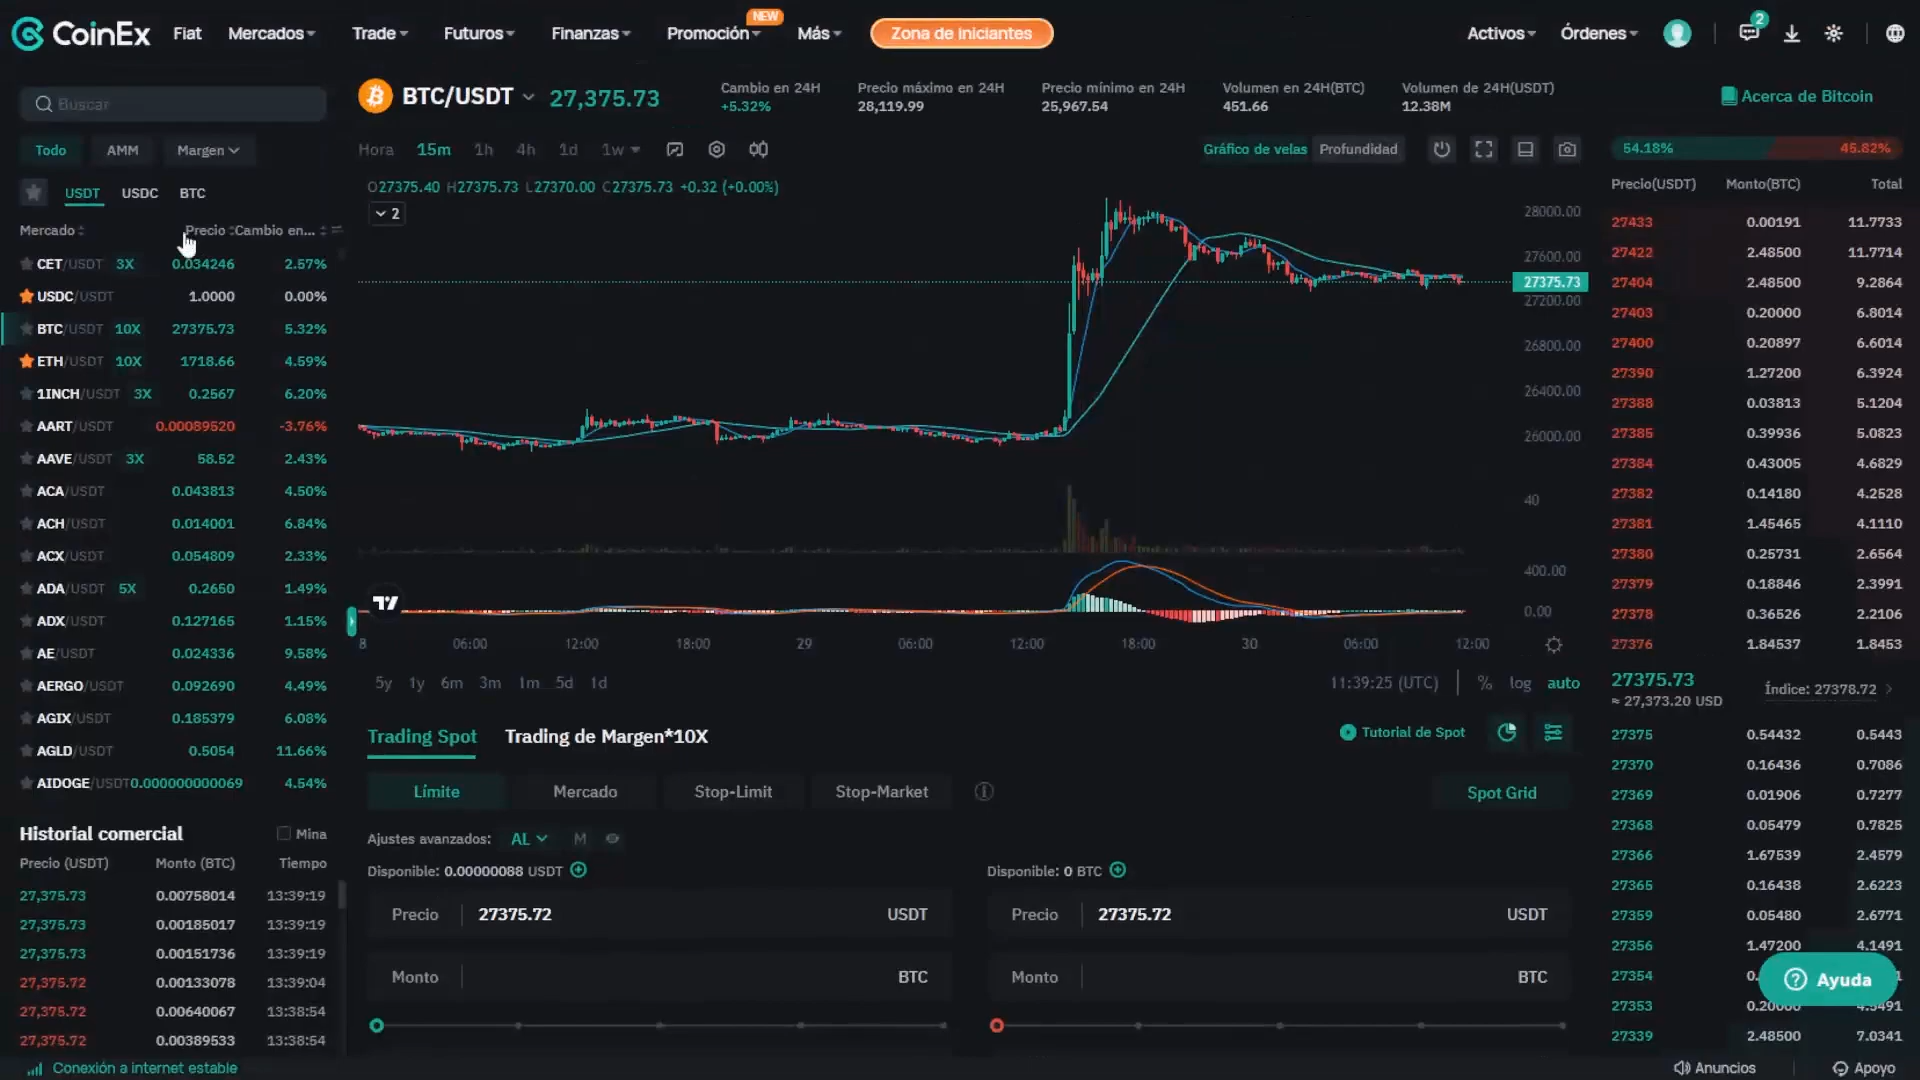 CoinEx Fiat Mercados Trade Futuros Finanzas Promoción NEW Más Zona de iniciantes Activos Órdenes 2
Buscar
Todo AMM Margen
USDT USDC BTC
Mercado Precio Cambio en...
CET/USDT 3X 0.034246 2.57%
USDC/USDT 1.0000 0.00%
BTC/USDT 10X 27375.73 5.32%
ETH/USDT 10X 1718.66 4.59%
1INCH/USDT 3X 0.2567 6.20%
AART/USDT 0.00089520 -3.76%
AAVE/USDT 3X 58.52 2.43%
ACA/USDT 0.043813 4.50%
ACH/USDT 0.014001 6.84%
ACX/USDT 0.054809 2.33%
ADA/USDT 5X 0.2650 1.49%
ADX/USDT 0.127165 1.15%
AE/USDT 0.024336 9.58%
AERGO/USDT 0.092690 4.49%
AGIX/USDT 0.185379 6.08%
AGLD/USDT 0.5054 11.66%
AIDOGE/USDT 0.000000000069 4.54%
Historial comercial Mina
Precio (USDT) Monto (BTC) Tiempo
27,375.73 0.00758014 13:39:19
27,375.73 0.00185017 13:39:19
27,375.73 0.00151736 13:39:19
27,375.72 0.00133078 13:39:04
27,375.72 0.00640067 13:38:54
27,375.72 0.00389533 13:38:54
Conexión a internet estable
BTC/USDT 27,375.73
Cambio en 24H Precio máximo en 24H Precio mínimo en 24H Volumen en 24H(BTC) Volumen de 24H(USDT)
+5.32% 28,119.99 25,967.54 451.66 12.38M
Hora 15m 1h 4h 1d 1w Gráfico de velas Profundidad
O27375.40 H27375.73 L27370.00 C27375.73 +0.32 (+0.00%)
2
28000.00
27600.00
27375.73
27200.00
26800.00
26400.00
26000.00
40
400.00
0.00
8 06:00 12:00 18:00 29 06:00 12:00 18:00 30 06:00 12:00
5y 1y 6m 3m 1m 5d 1d 11:39:25 (UTC) % log auto
Trading Spot Trading de Margen*10X Tutorial de Spot
Límite Mercado Stop-Limit Stop-Market Spot Grid
Ajustes avanzados: AL M
Disponible: 0.00000088 USDT Disponible: 0 BTC
Precio 27375.72 USDT Precio 27375.72 USDT
Monto BTC Monto BTC
Acerca de Bitcoin
54.18% 45.82%
Precio(USDT) Monto(BTC) Total
27433 0.00191 11.7733
27422 2.48500 11.7714
27404 2.48500 9.2864
27403 0.20000 6.8014
27400 0.20897 6.6014
27390 1.27200 6.3924
27388 0.03813 5.1204
27385 0.39936 5.0823
27384 0.43005 4.6829
27382 0.14180 4.2528
27381 1.45465 4.1110
27380 0.25731 2.6564
27379 0.18846 2.3991
27378 0.36526 2.2106
27376 1.84537 1.8453
27375.73 Índice: 27378.72
≈ 27,373.20 USD
27375 0.54432 0.5443
27370 0.16436 0.7086
27369 0.01906 0.7277
27368 0.05479 0.7825
27366 1.67539 2.4579
27365 0.16438 2.6223
27359 0.05480 2.6771
27356 1.47200 4.1491
27354
27353
27339 2.48500 7.0341
Ayuda
Anuncios Apoyo